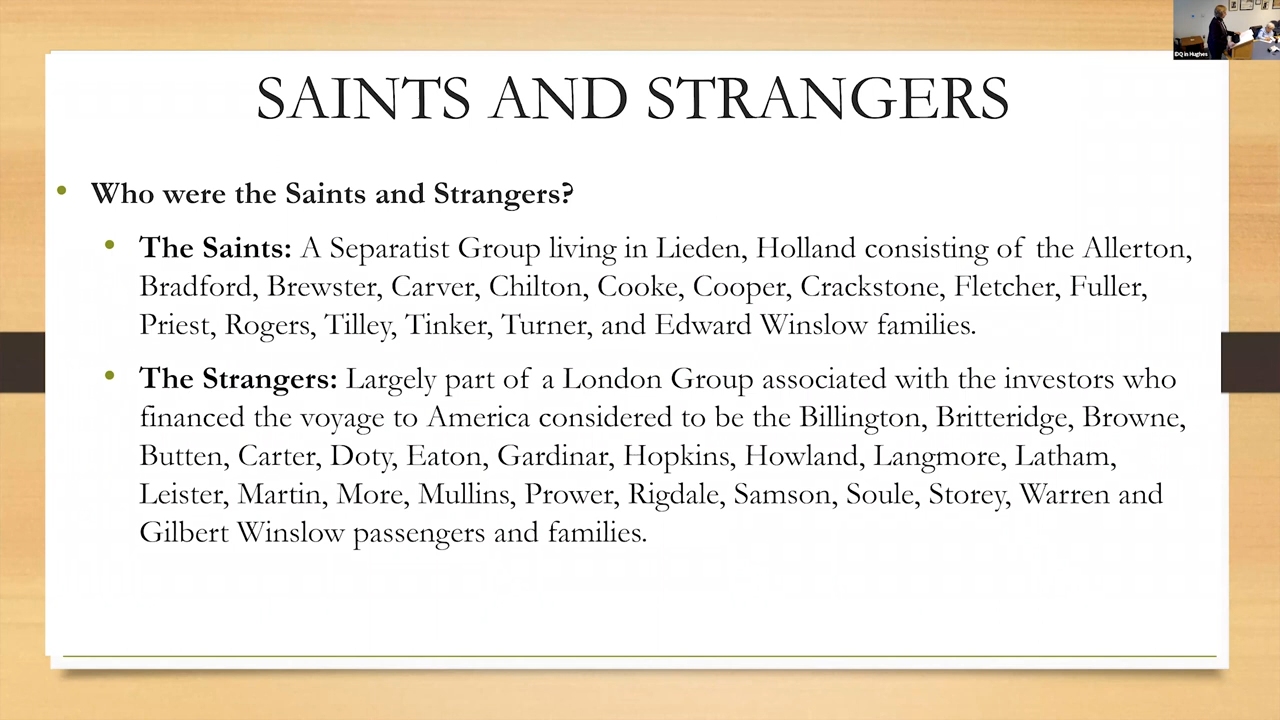 IDQ in Hughes
SAINTS AND STRANGERS
• Who were the Saints and Strangers?
• The Saints: A Separatist Group living in Lieden, Holland consisting of the Allerton,
Bradford, Brewster, Carver, Chilton, Cooke, Cooper, Crackstone, Fletcher, Fuller,
Priest, Rogers, Tilley, Tinker, Turner, and Edward Winslow families.
• The Strangers: Largely part of a London Group associated with the investors who
financed the voyage to America considered to be the Billington, Britteridge, Browne,
Butten, Carter, Doty, Eaton, Gardinar, Hopkins, Howland, Langmore, Latham,
Leister, Martin, More, Mullins, Prower, Rigdale, Samson, Soule, Storey, Warren and
Gilbert Winslow passengers and families.